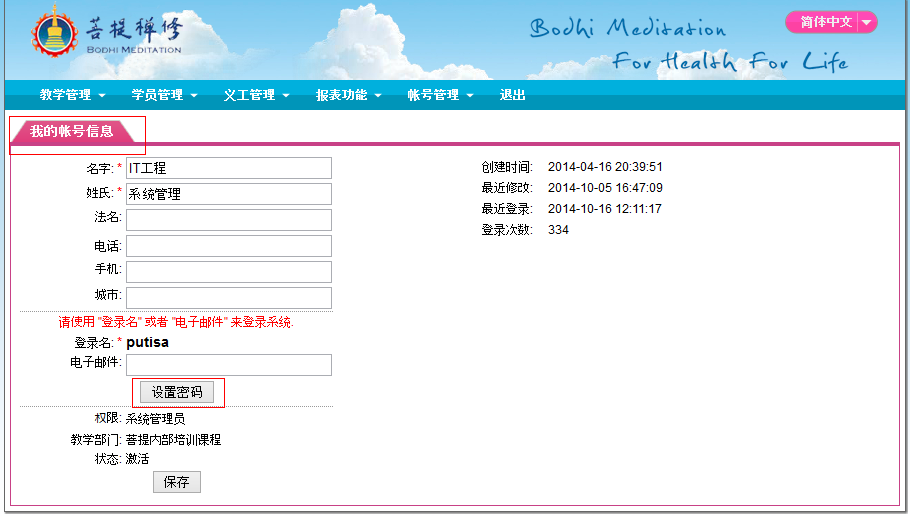 菩提禅修
BODHI MEDITATION
Bodhi Meditation
For Health For Life
简体中文
教学管理 学员管理 义工管理 报表功能 帐号管理 退出
我的帐号信息
名字: * IT工程
姓氏: * 系统管理
法名:
电话:
手机:
城市:
请使用 "登录名" 或者 "电子邮件" 来登录系统.
登录名: * putisa
电子邮件:
设置密码
权限: 系统管理员
教学部门: 菩提内部培训课程
状态: 激活
保存
创建时间: 2014-04-16 20:39:51
最近修改: 2014-10-05 16:47:09
最近登录: 2014-10-16 12:11:17
登录次数: 334